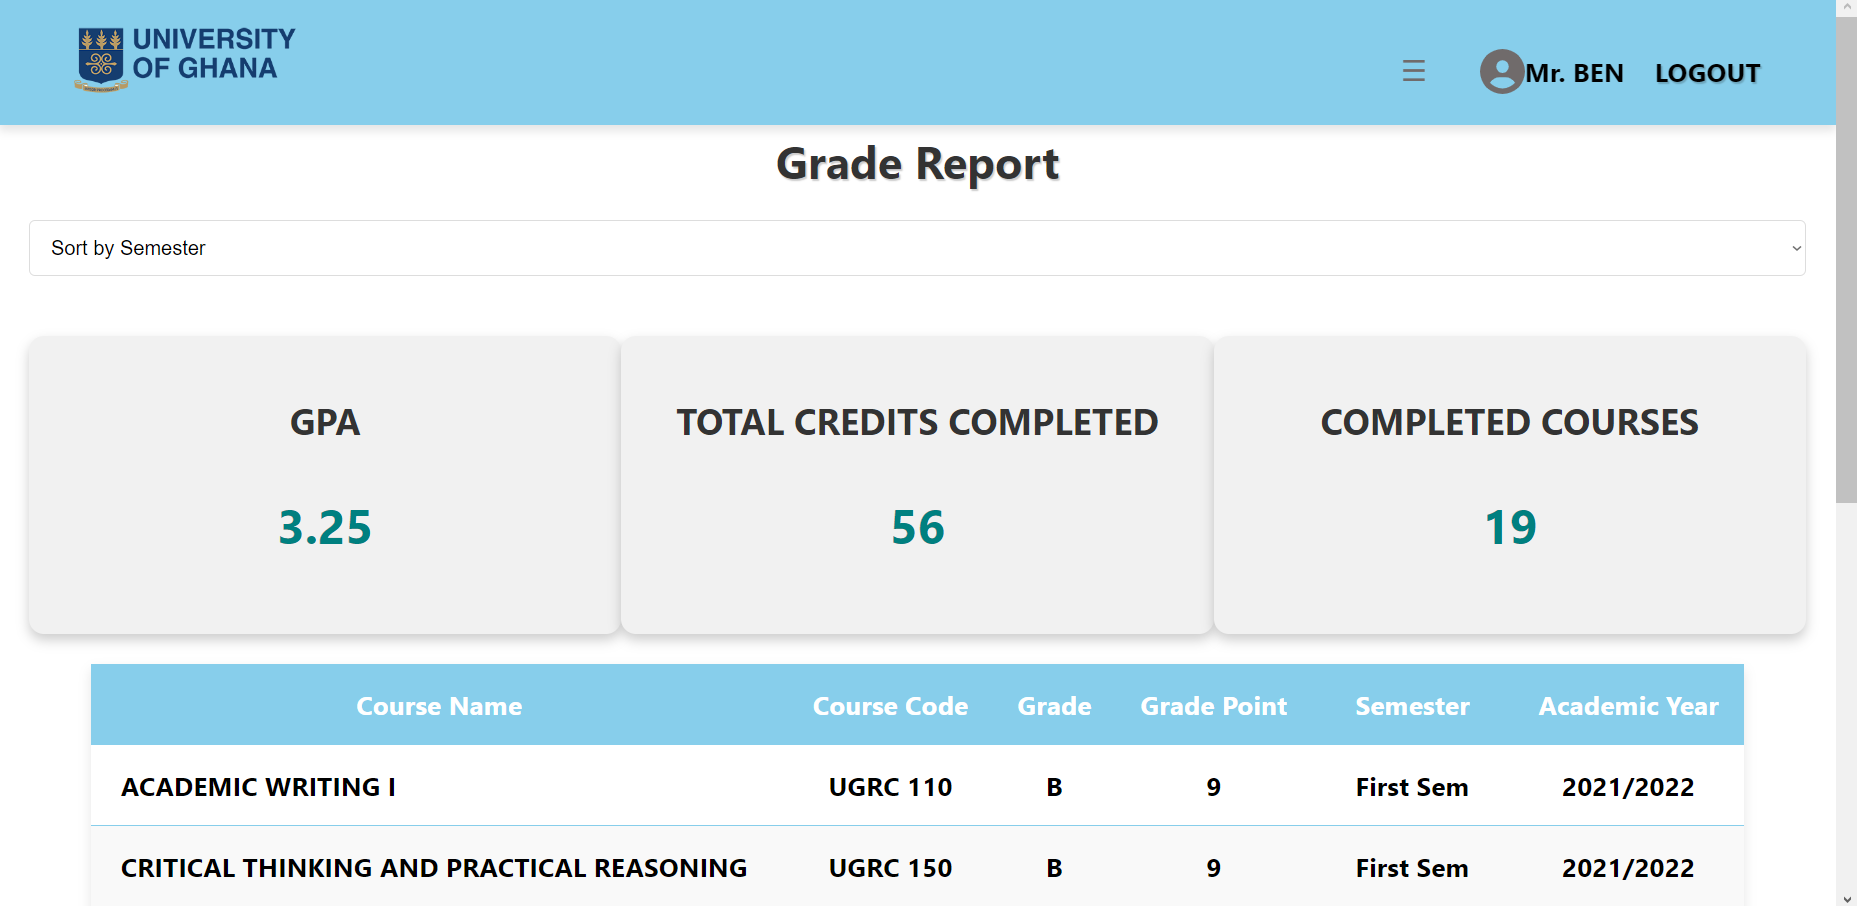 UNIVERSITY
OF GHANA
☰
Mr. BEN
LOGOUT
Grade Report
Sort by Semester
GPA
TOTAL CREDITS COMPLETED
COMPLETED COURSES
3.25
56
19
Course Name Course Code Grade Grade Point Semester Academic Year
ACADEMIC WRITING I UGRC 110 B 9 First Sem 2021/2022
CRITICAL THINKING AND PRACTICAL REASONING UGRC 150 B 9 First Sem 2021/2022